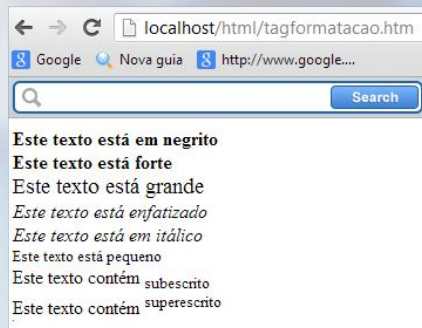 localhost/html/tagformatacao.htm
Google Nova guia http://www.google....
Search
Este texto está em negrito
Este texto está forte
Este texto está grande
Este texto está enfatizado
Este texto está em itálico
Este texto está pequeno
Este texto contém subescrito
Este texto contém superescrito